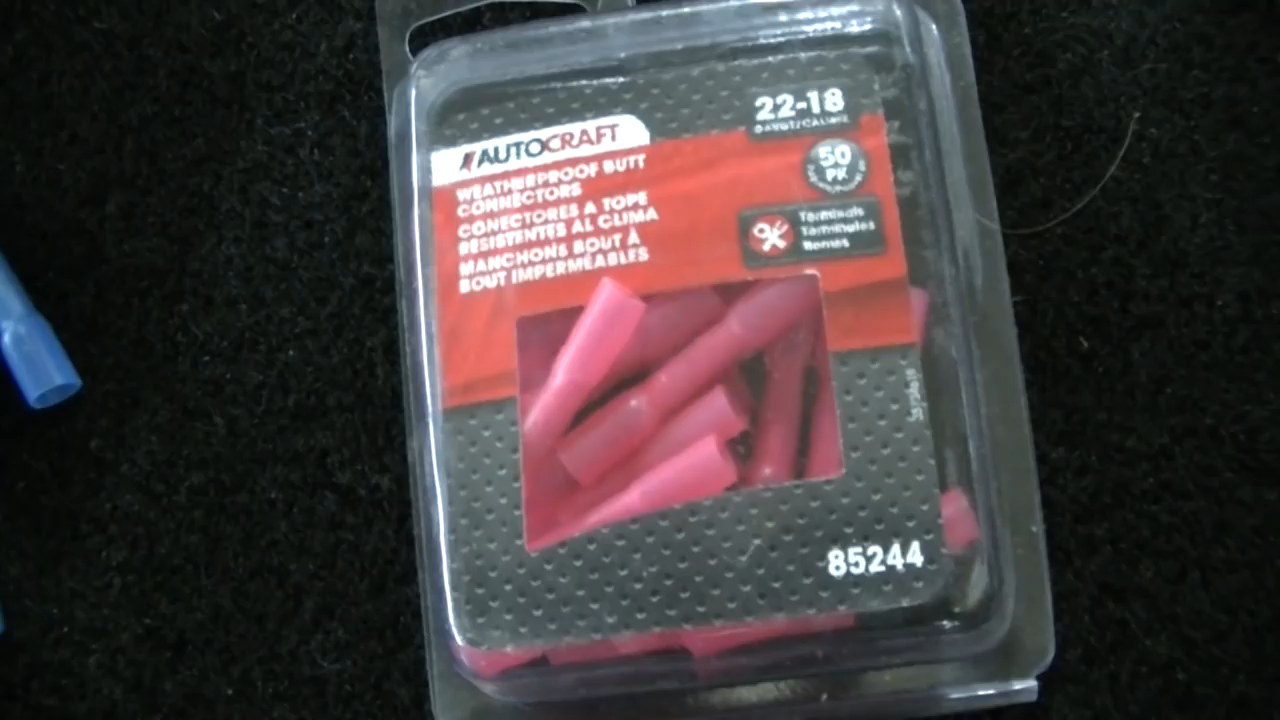 22-18
AUTOCRAFT
50
PK
WEATHERPROOF BUTT
CONNECTORS
CONECTORES A TOPE
RESISTENTES AL CLIMA
MANCHONS BOUT À
BOUT IMPERMÉABLES
Terminals
Terminales
Bornes
85244